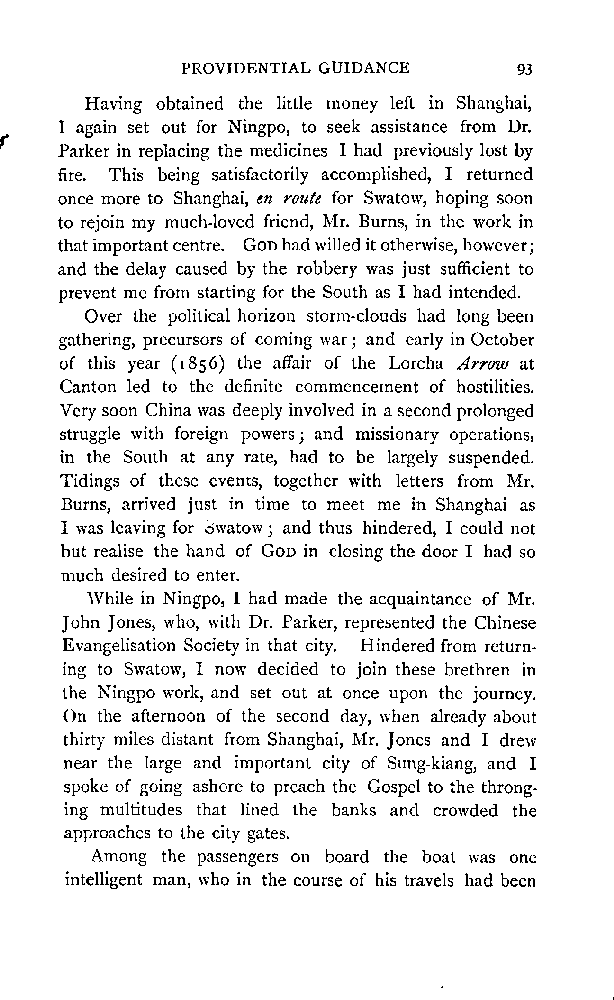 PROVIDENTIAL GUIDANCE 93
Having obtained the little money left in Shanghai,
I again set out for Ningpo, to seek assistance from Dr.
Parker in replacing the medicines I had previously lost by
fire. This being satisfactorily accomplished, I returned
once more to Shanghai, en route for Swatow, hoping soon
to rejoin my much-loved friend, Mr. Burns, in the work in
that important centre. GOD had willed it otherwise, however;
and the delay caused by the robbery was just sufficient to
prevent me from starting for the South as I had intended.
Over the political horizon storm-clouds had long been
gathering, precursors of coming war; and early in October
of this year (1856) the affair of the Lorcha Arrow at
Canton led to the definite commencement of hostilities.
Very soon China was deeply involved in a second prolonged
struggle with foreign powers; and missionary operations,
in the South at any rate, had to be largely suspended.
Tidings of these events, together with letters from Mr.
Burns, arrived just in time to meet me in Shanghai as
I was leaving for Swatow; and thus hindered, I could not
but realise the hand of GOD in closing the door I had so
much desired to enter.
While in Ningpo, I had made the acquaintance of Mr.
John Jones, who, with Dr. Parker, represented the Chinese
Evangelisation Society in that city. Hindered from return-
ing to Swatow, I now decided to join these brethren in
the Ningpo work, and set out at once upon the journey.
On the afternoon of the second day, when already about
thirty miles distant from Shanghai, Mr. Jones and I drew
near the large and important city of Sung-kiang, and I
spoke of going ashore to preach the Gospel to the throng-
ing multitudes that lined the banks and crowded the
approaches to the city gates.
Among the passengers on board the boat was one
intelligent man, who in the course of his travels had been